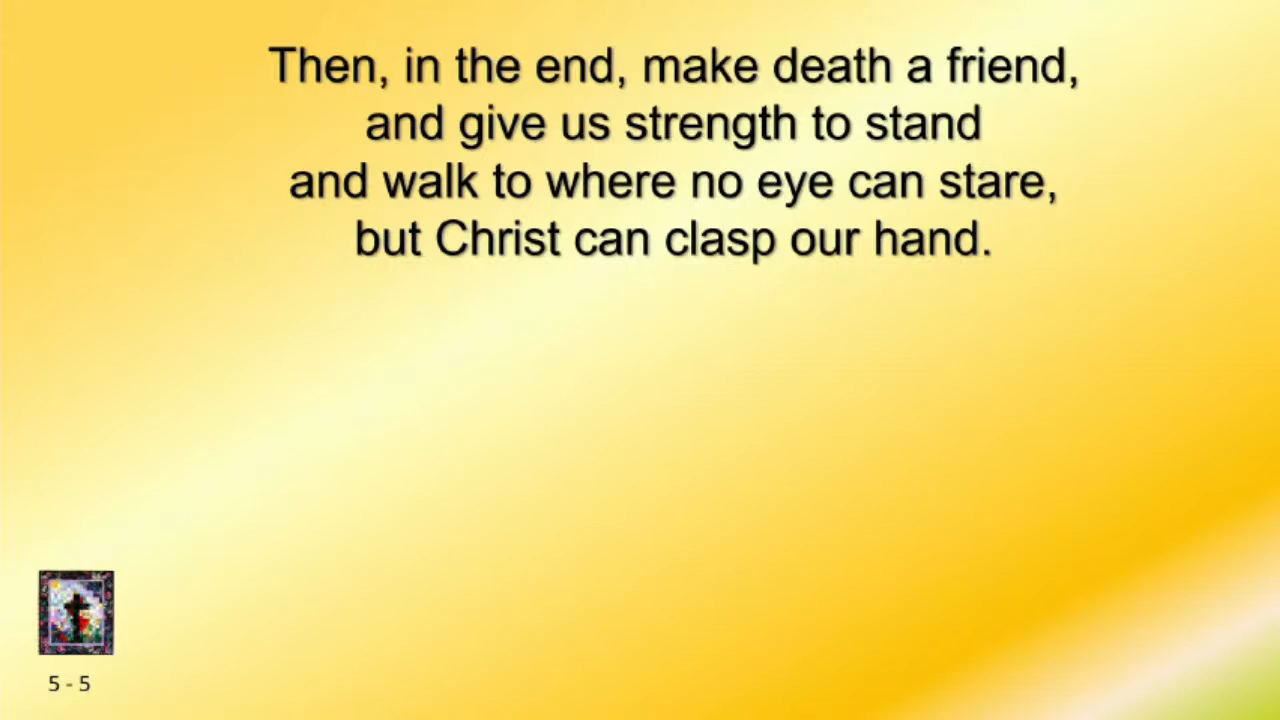 Then, in the end, make death a friend,
and give us strength to stand
and walk to where no eye can stare,
but Christ can clasp our hand.
5 - 5